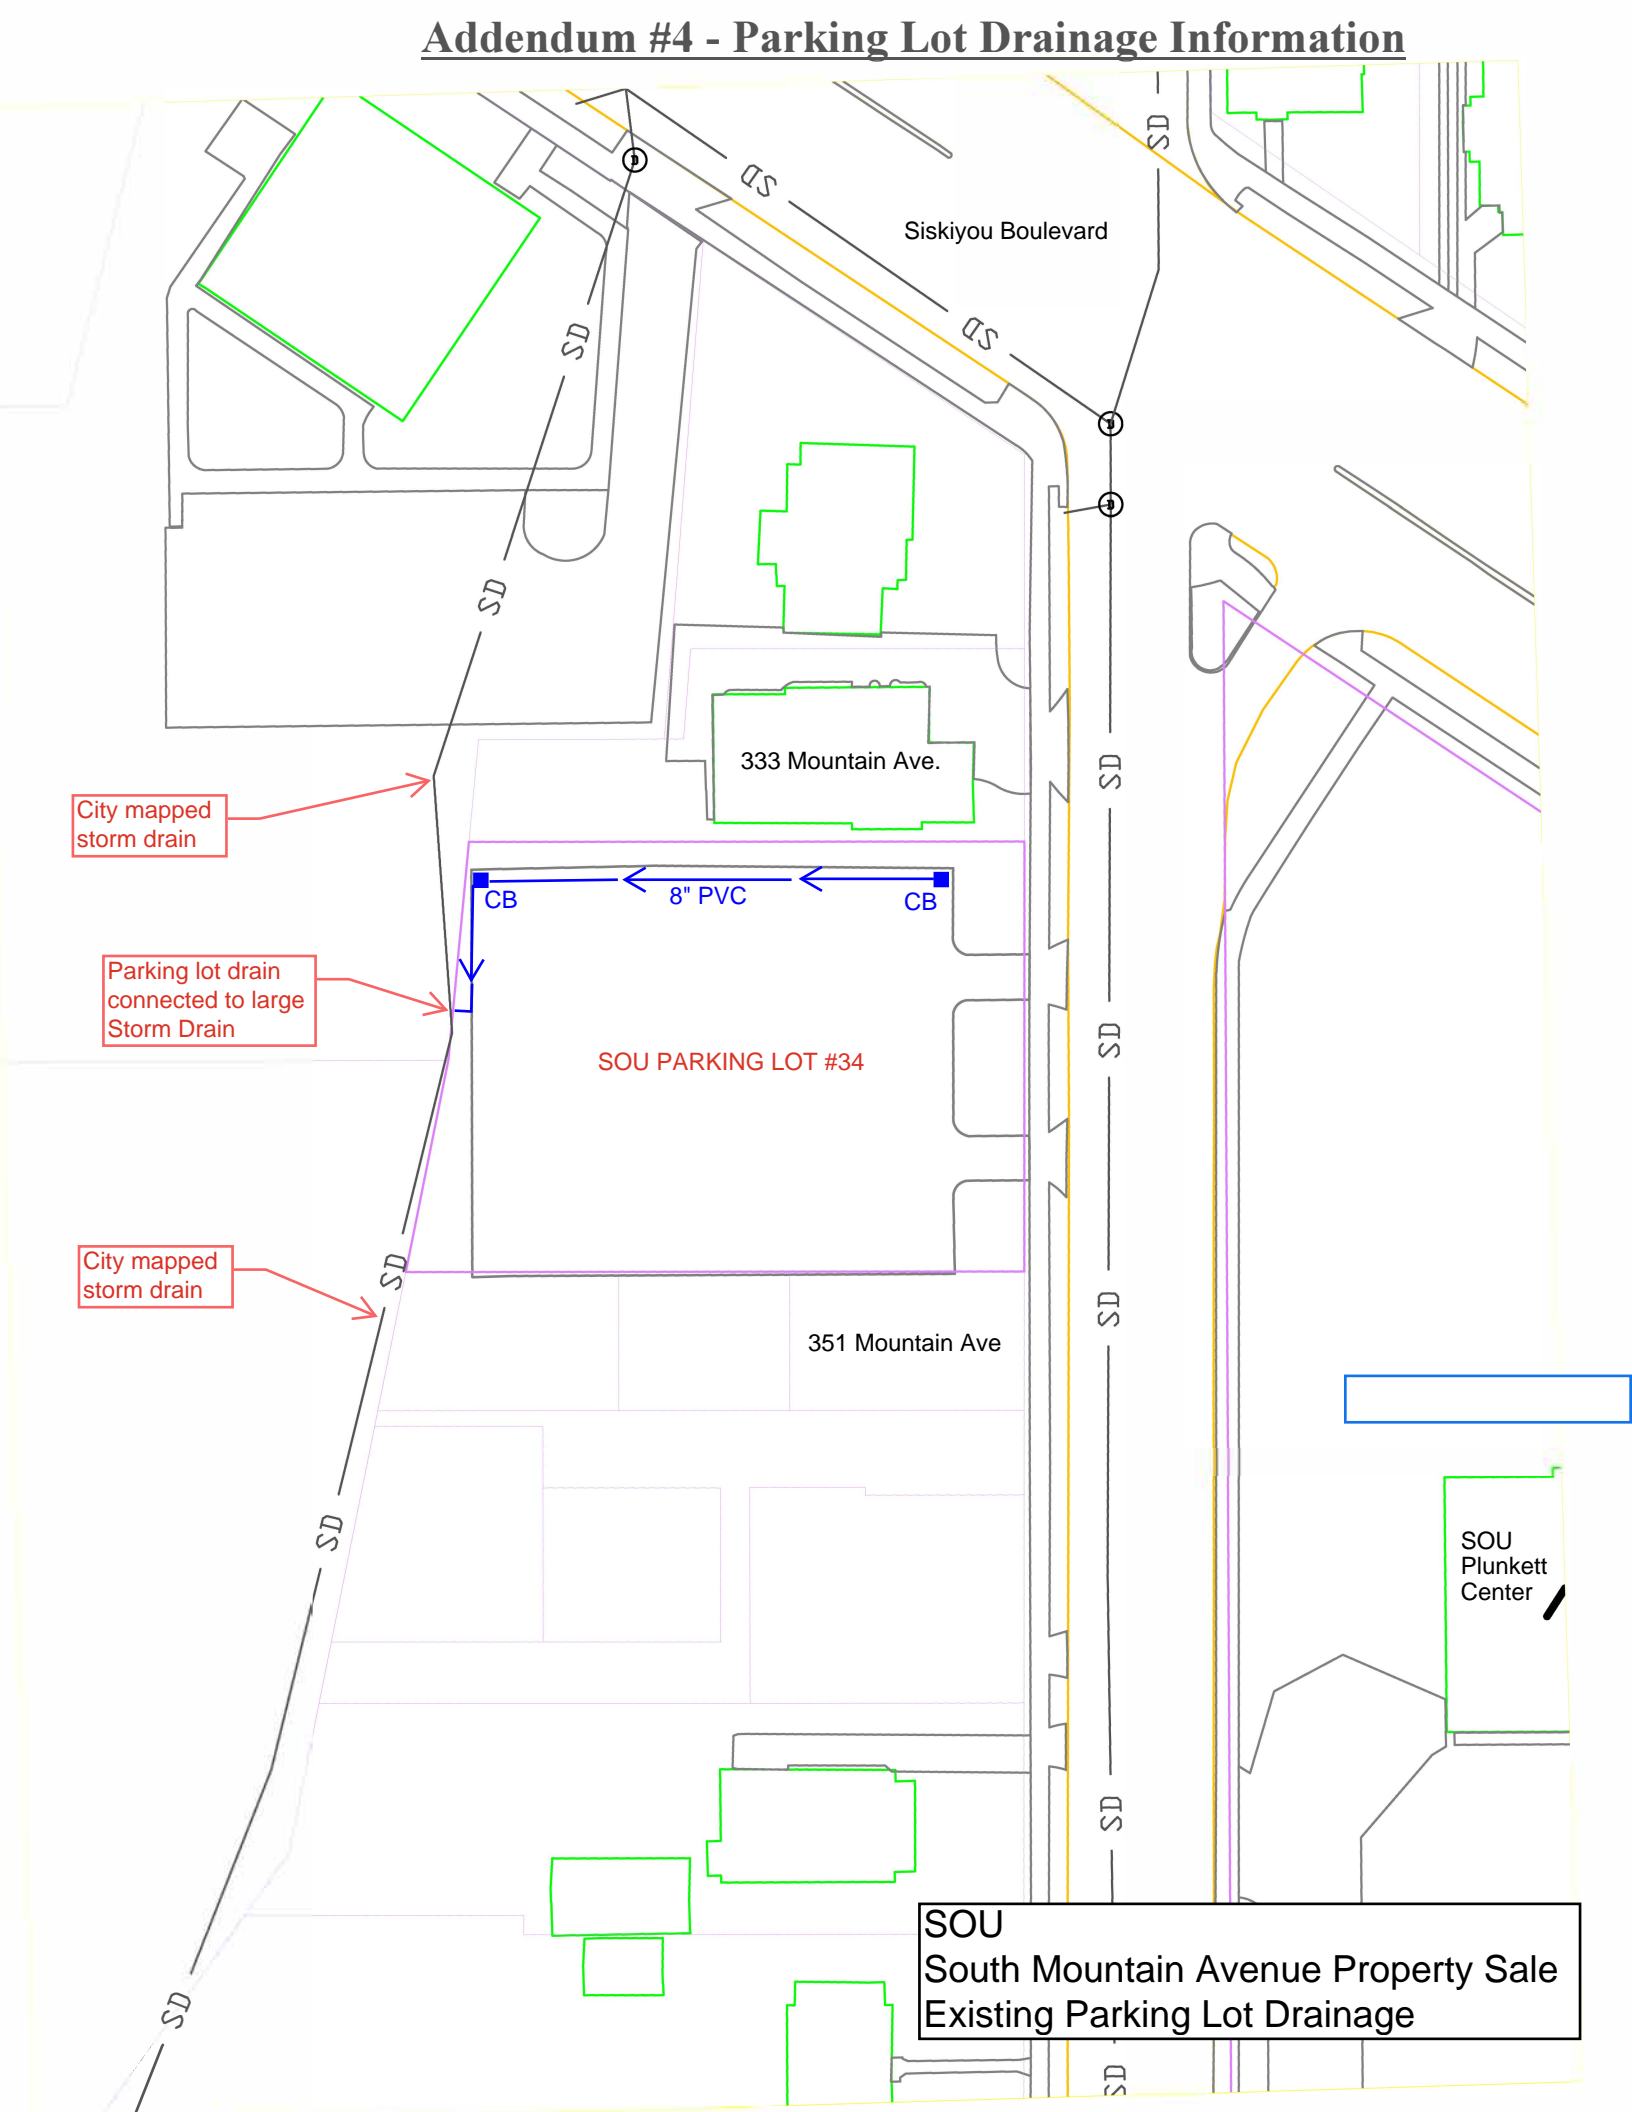 Addendum #4 - Parking Lot Drainage Information
SD
SD
D
Siskiyou Boulevard
SD
SD
D
D
SD
333 Mountain Ave.
SD
City mapped
storm drain
CB
8" PVC
CB
Parking lot drain
connected to large
Storm Drain
SD
SOU PARKING LOT #34
City mapped
storm drain
SD
SD
351 Mountain Ave
SD
SOU
Plunkett
Center
SD
SOU
South Mountain Avenue Property Sale
Existing Parking Lot Drainage
SD
SD